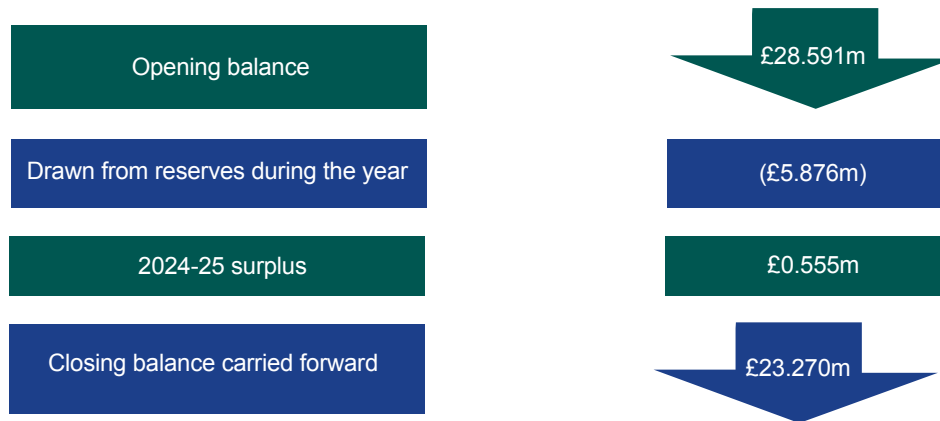 Opening balance £28.591m
Drawn from reserves during the year (£5.876m)
2024-25 surplus £0.555m
Closing balance carried forward £23.270m